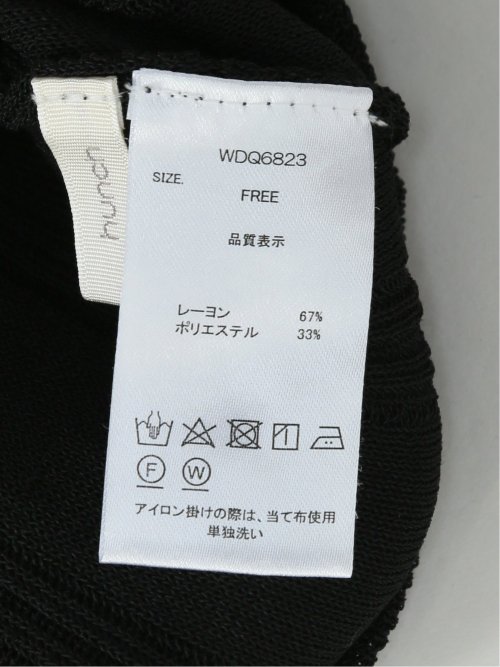 WDQ6823
SIZE.
FREE
品質表示
レーヨン 67%
ポリエステル 33%
F W
アイロン掛けの際は、当て布使用
単独洗い